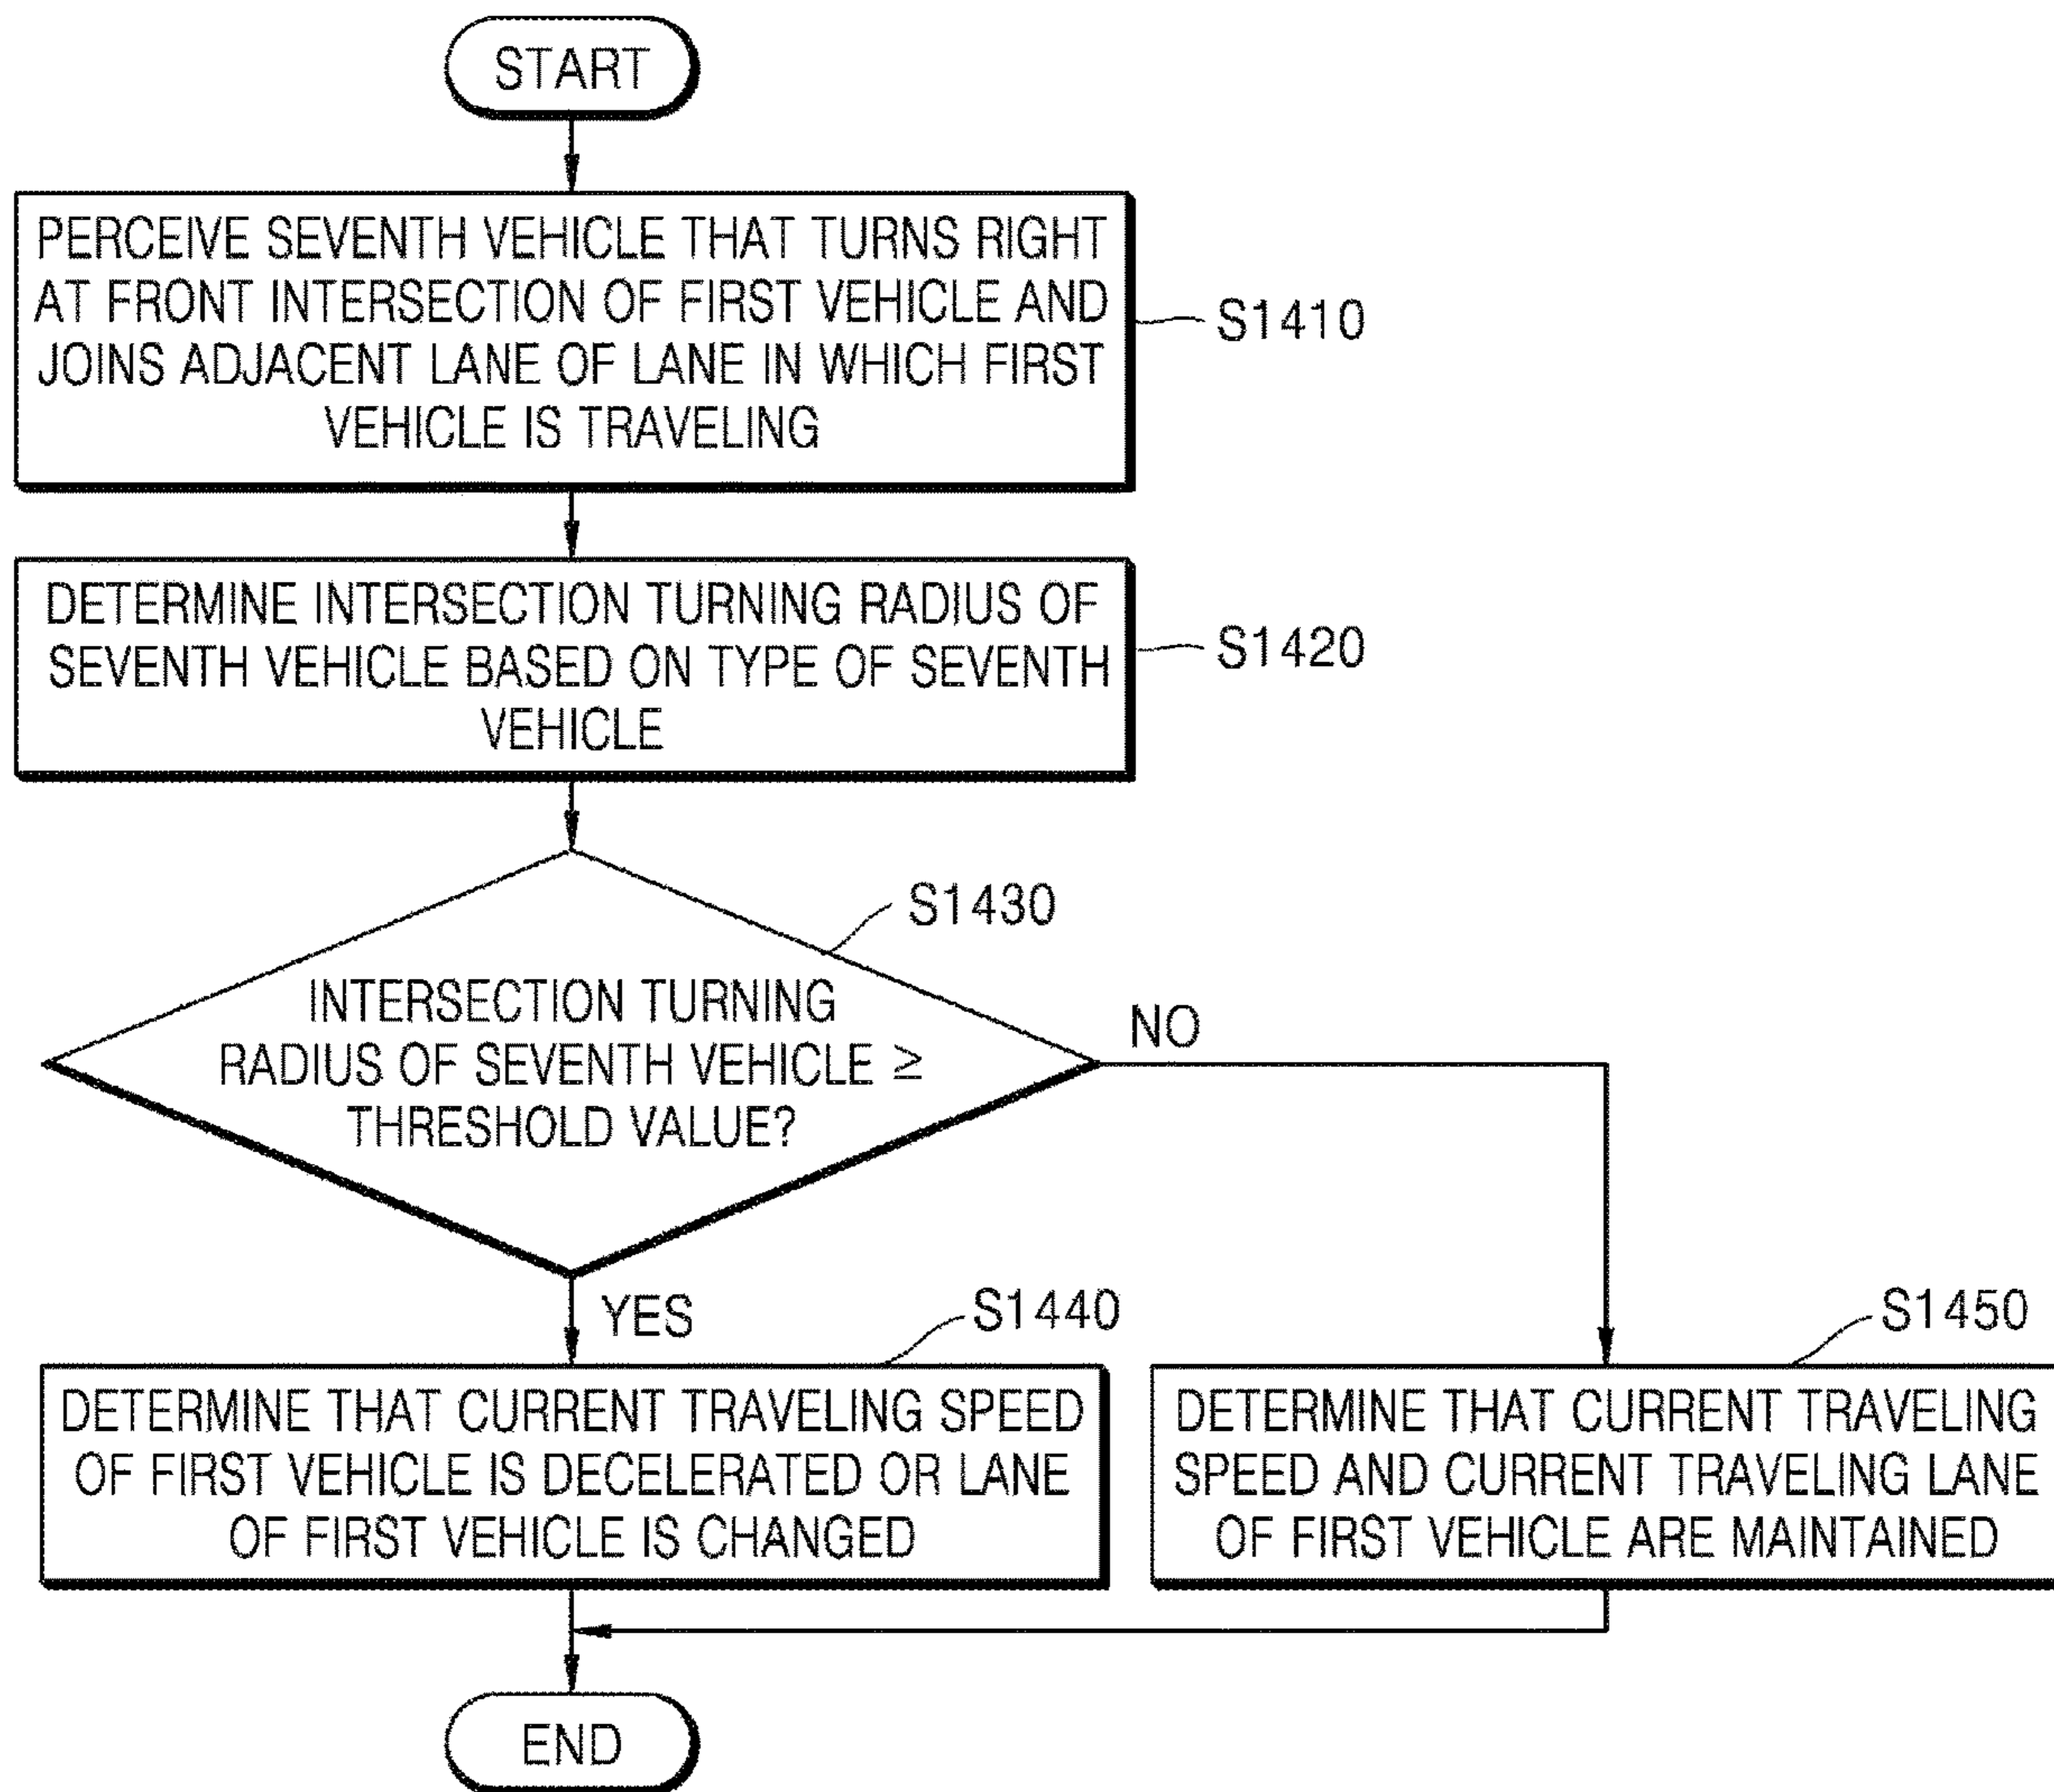 START
PERCEIVE SEVENTH VEHICLE THAT TURNS RIGHT
AT FRONT INTERSECTION OF FIRST VEHICLE AND
JOINS ADJACENT LANE OF LANE IN WHICH FIRST
VEHICLE IS TRAVELING
S1410
DETERMINE INTERSECTION TURNING RADIUS OF
SEVENTH VEHICLE BASED ON TYPE OF SEVENTH
VEHICLE
S1420
S1430
INTERSECTION TURNING
RADIUS OF SEVENTH VEHICLE ≥
THRESHOLD VALUE?
NO
YES
S1440
DETERMINE THAT CURRENT TRAVELING SPEED
OF FIRST VEHICLE IS DECELERATED OR LANE
OF FIRST VEHICLE IS CHANGED
S1450
DETERMINE THAT CURRENT TRAVELING
SPEED AND CURRENT TRAVELING LANE
OF FIRST VEHICLE ARE MAINTAINED
END